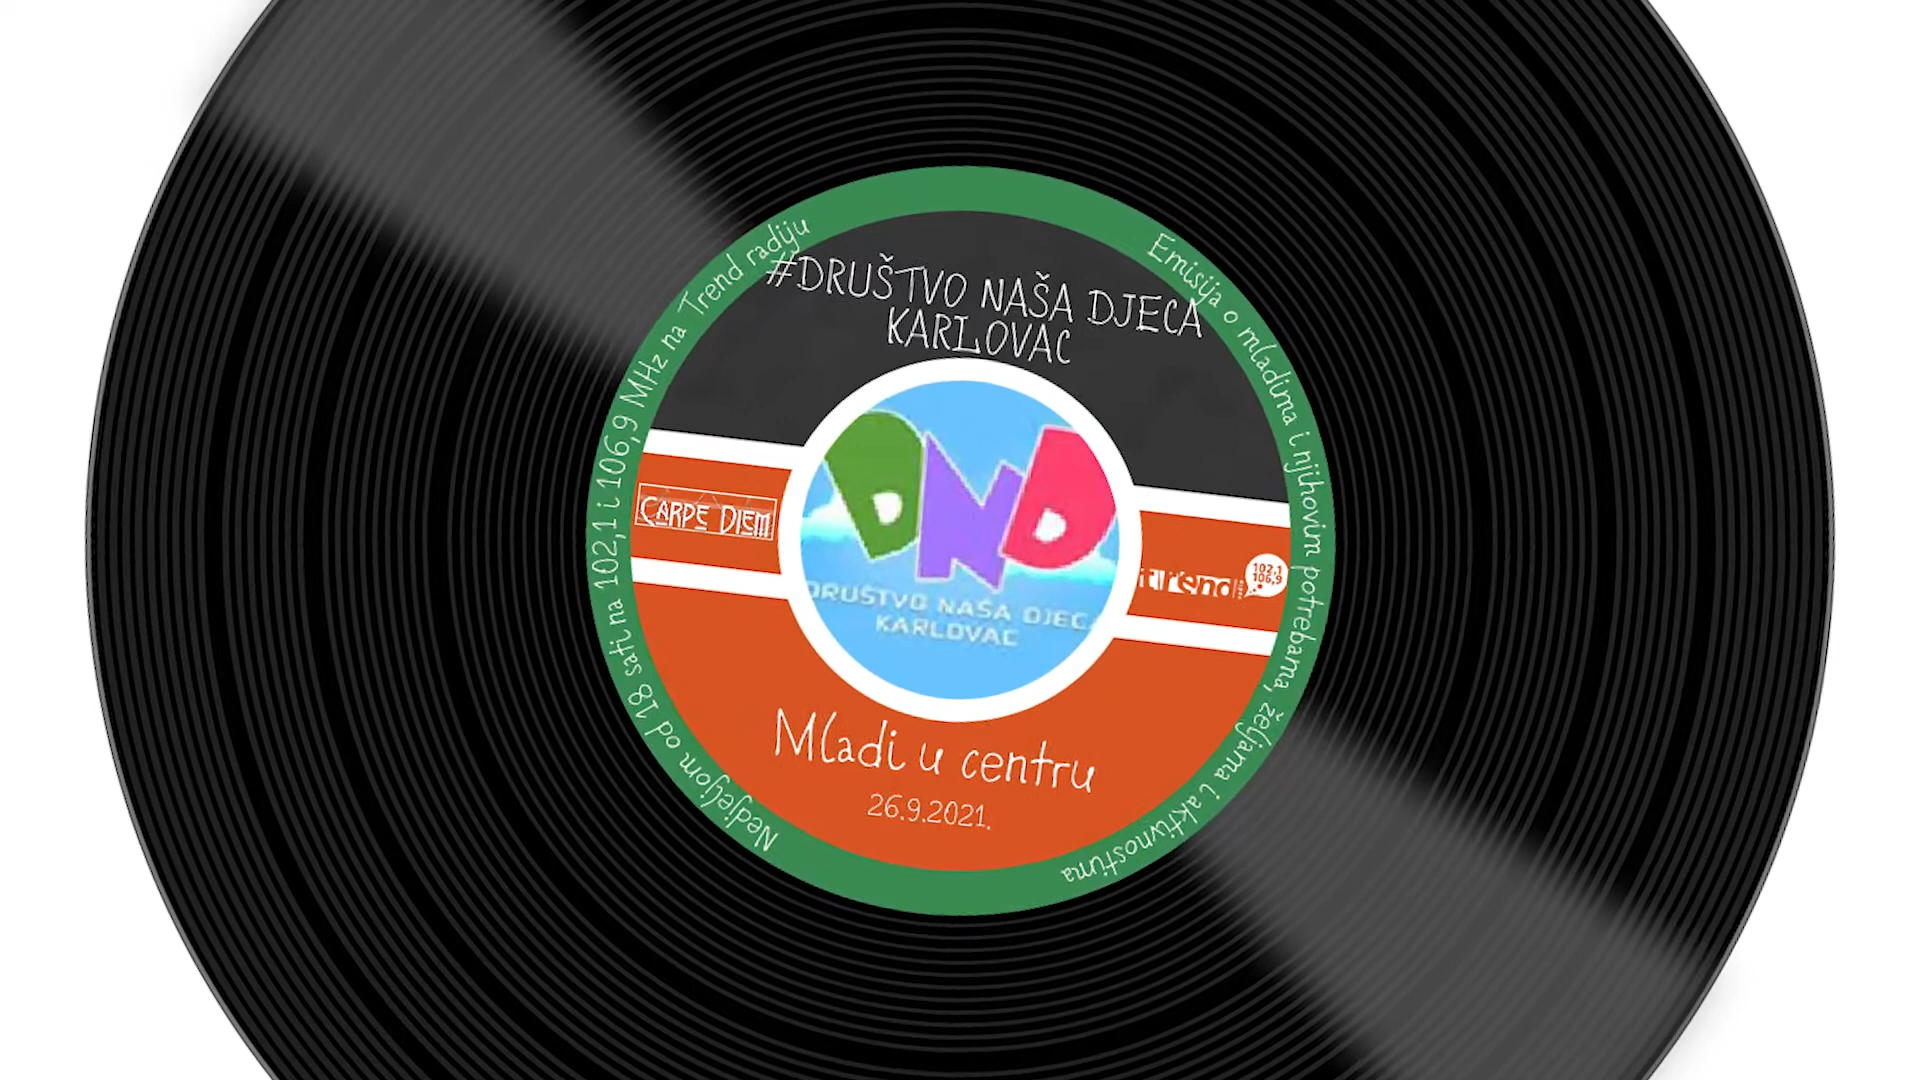 #DRUŠTVO NAŠA DJECA
KARLOVAC
Nedjeljom od 18 sati na 102,1 i 106,9 MHz na Trend radiju
Emisija o mladima i njihovim potrebama, željama i aktivnostima
CARPE DIEM
DND
DRUŠTVO NAŠA DJECA
KARLOVAC
trend
102,1
106,9
Mladi u centru
26.9.2021.